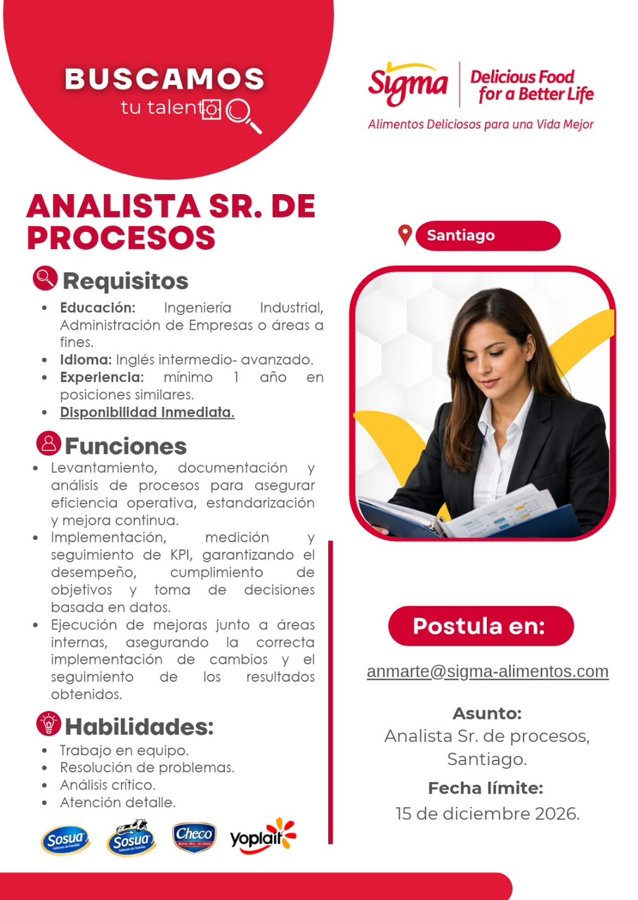 BUSCAMOS
tu talento
Sigma
Delicious Food
for a Better Life
Alimentos Deliciosos para una Vida Mejor
ANALISTA SR. DE
PROCESOS
Santiago
Requisitos
• Educación: Ingeniería Industrial,
Administración de Empresas o áreas a
fines.
• Idioma: Inglés intermedio- avanzado.
• Experiencia: mínimo 1 año en
posiciones similares.
• Disponibilidad Inmediata.
Funciones
• Levantamiento, documentación y
análisis de procesos para asegurar
eficiencia operativa, estandarización
y mejora continua.
• Implementación, medición y
seguimiento de KPI, garantizando el
desempeño, cumplimiento de
objetivos y toma de decisiones
basada en datos.
• Ejecución de mejoras junto a áreas
internas, asegurando la correcta
implementación de cambios y el
seguimiento de los resultados
obtenidos.
Habilidades:
• Trabajo en equipo.
• Resolución de problemas.
• Análisis crítico.
• Atención detalle.
Postula en:
anmarte@sigma-alimentos.com
Asunto:
Analista Sr. de procesos,
Santiago.
Fecha límite:
15 de diciembre 2026.
Sosua
Sosua
Checo
yoplait